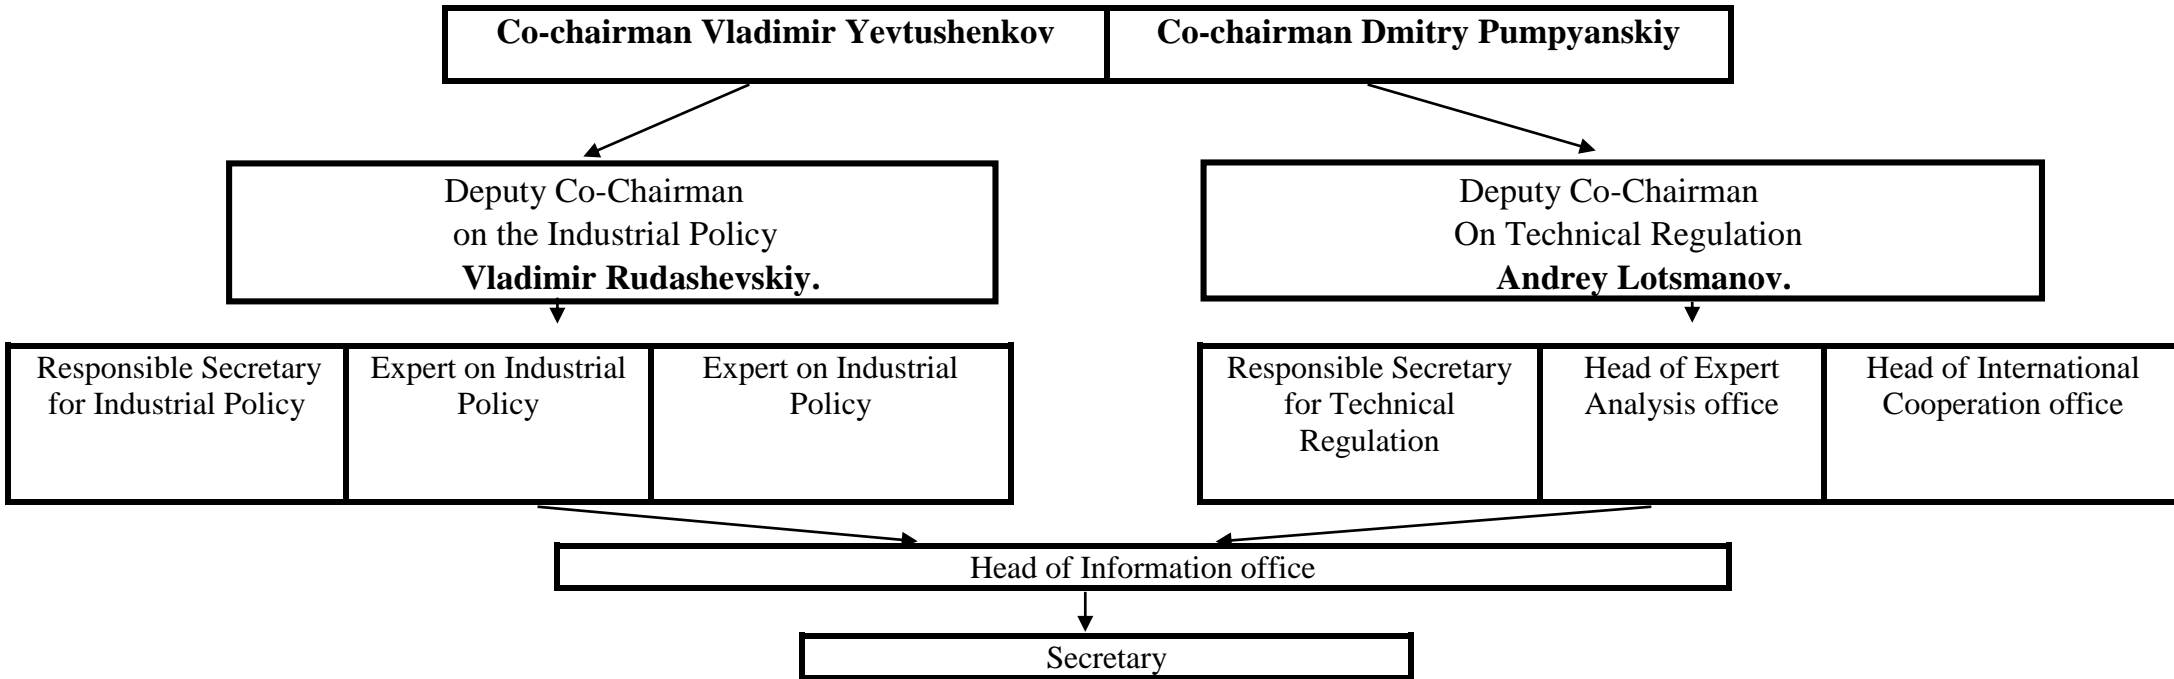 Co-chairman Vladimir Yevtushenkov
Co-chairman Dmitry Pumpyanskiy
Deputy Co-Chairman
on the Industrial Policy
Vladimir Rudashevskiy.
Deputy Co-Chairman
On Technical Regulation
Andrey Lotsmanov.
Responsible Secretary
for Industrial Policy
Expert on Industrial
Policy
Expert on Industrial
Policy
Responsible Secretary
for Technical
Regulation
Head of Expert
Analysis office
Head of International
Cooperation office
Head of Information office
Secretary